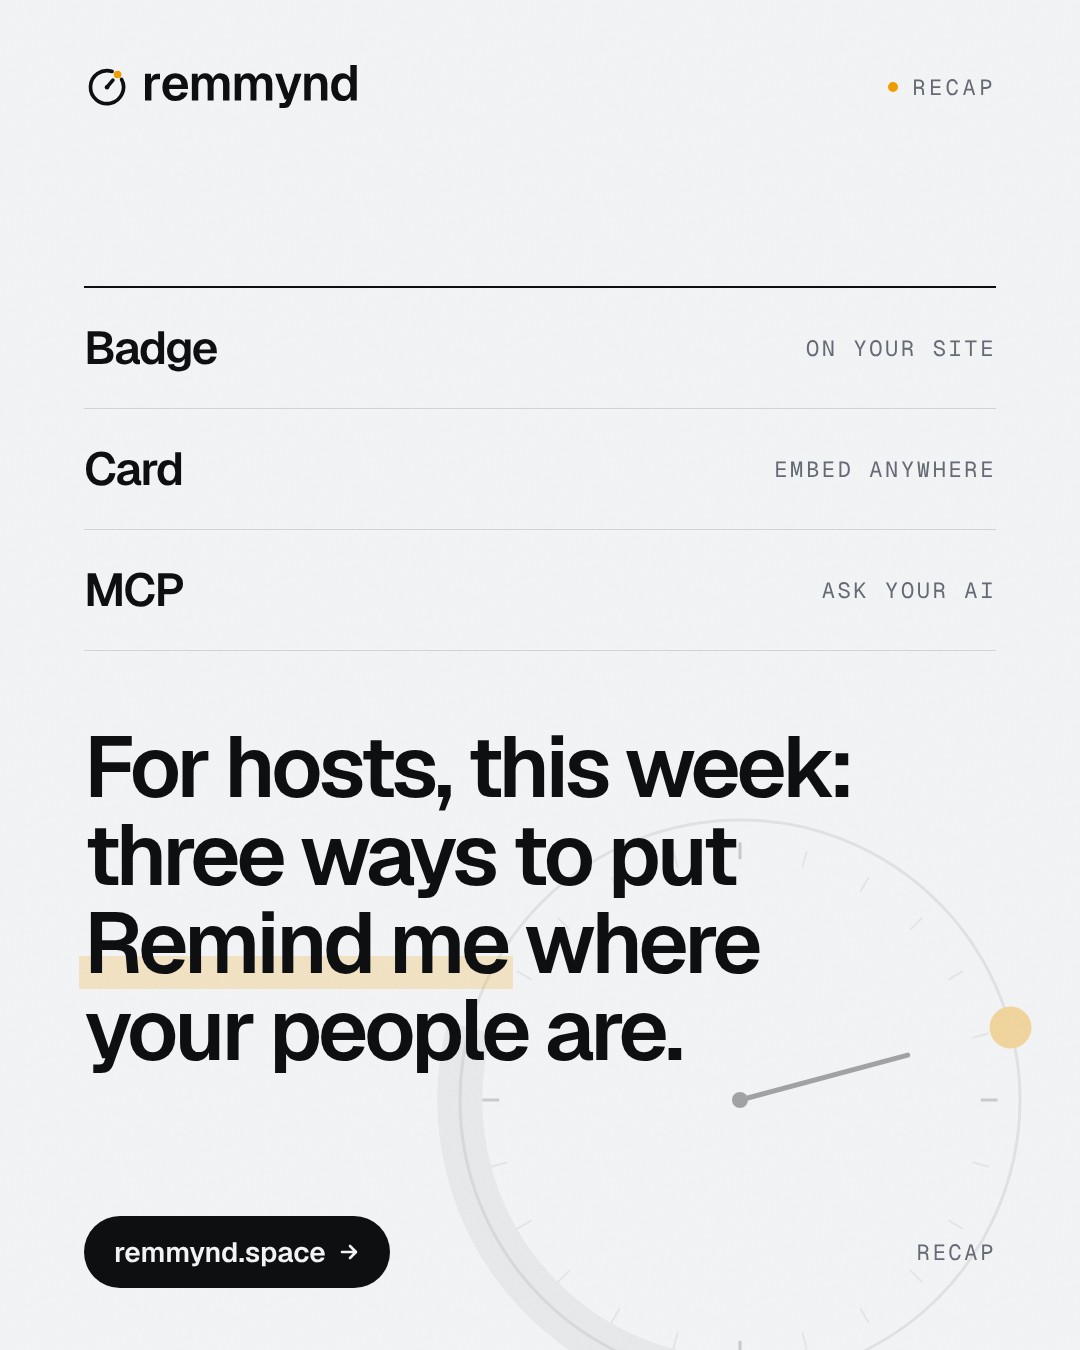 remmynd
RECAP
Badge
ON YOUR SITE
Card
EMBED ANYWHERE
MCP
ASK YOUR AI
For hosts, this week:
three ways to put
Remind me where
your people are.
remmynd.space →
RECAP